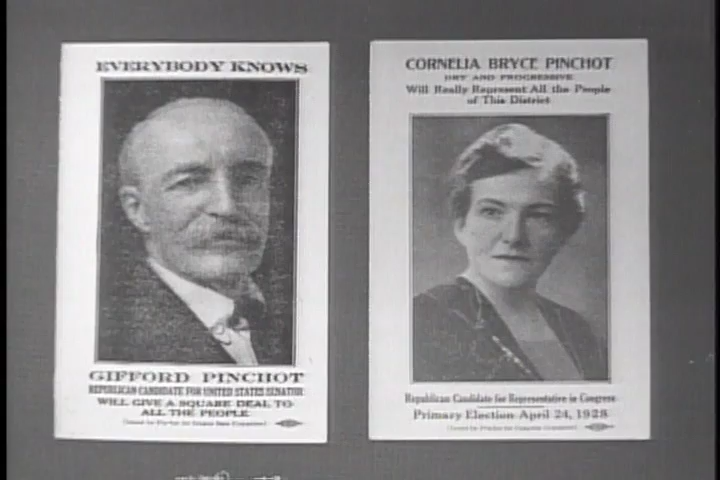 EVERYBODY KNOWS
GIFFORD PINCHOT
REPUBLICAN CANDIDATE FOR UNITED STATES SENATOR
WILL GIVE A SQUARE DEAL TO
ALL THE PEOPLE
CORNELIA BRYCE PINCHOT
DRY AND PROGRESSIVE
Will Really Represent All the People
of This District
Republican Candidate for Representative in Congress
Primary Election April 24, 1928